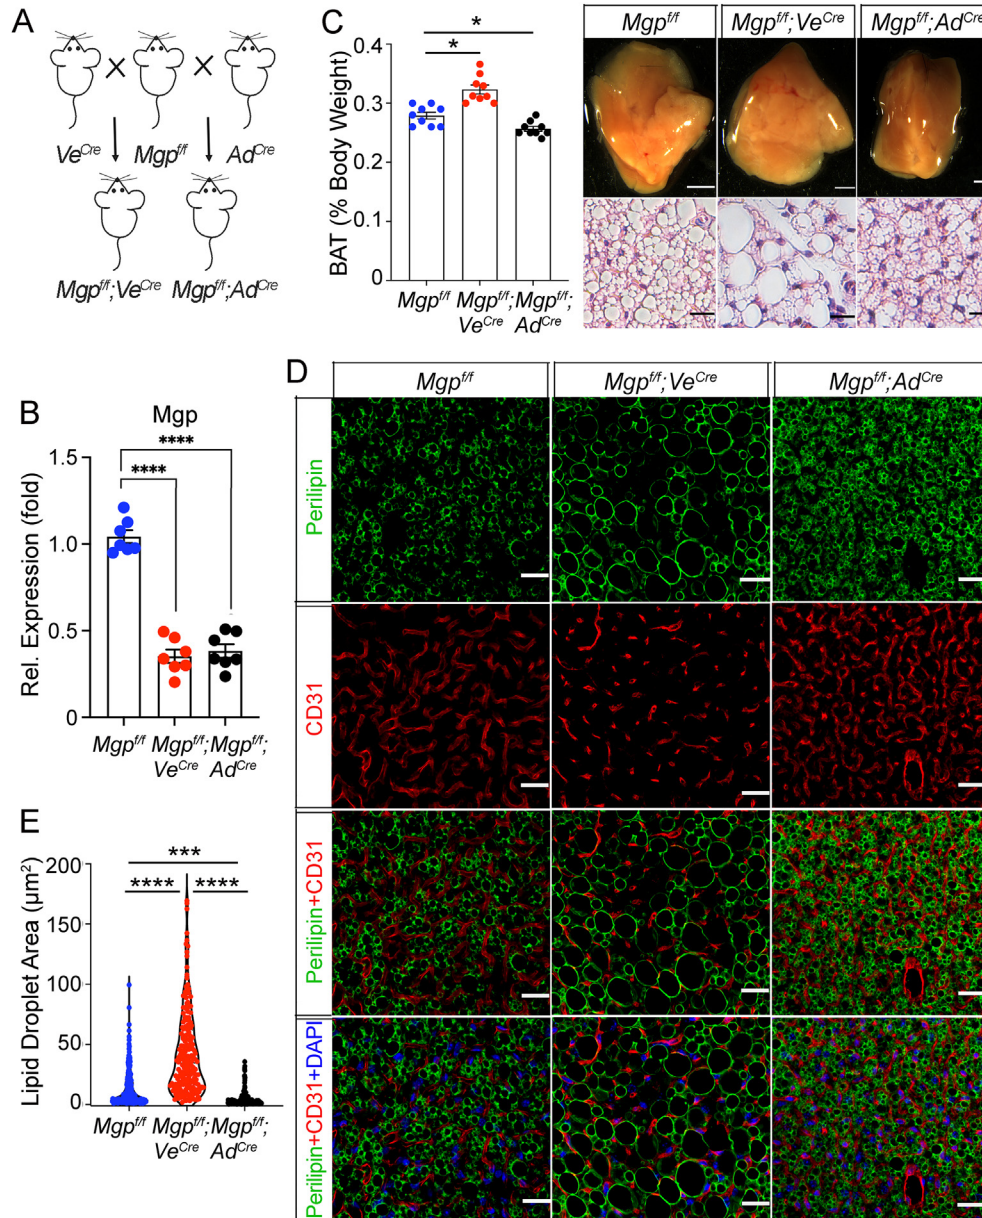 A
Ve^Cre Mgp^f/f Ad^Cre
Mgp^f/f;Ve^Cre Mgp^f/f;Ad^Cre
B
Mgp
****
****
Rel. Expression (fold)
1.5
1.0
0.5
0
Mgp^f/f Mgp^f/f; Mgp^f/f;
Ve^Cre Ad^Cre
C
*
*
BAT (% Body Weight)
0.4
0.3
0.2
0.1
0
Mgp^f/f Mgp^f/f; Mgp^f/f;
Ve^Cre Ad^Cre
Mgp^f/f Mgp^f/f;Ve^Cre Mgp^f/f;Ad^Cre
D
Mgp^f/f Mgp^f/f;Ve^Cre Mgp^f/f;Ad^Cre
Perilipin
CD31
Perilipin+CD31
Perilipin+CD31+DAPI
E
***
**** ****
Lipid Droplet Area (µm²)
200
150
100
50
0
Mgp^f/f Mgp^f/f; Mgp^f/f;
Ve^Cre Ad^Cre